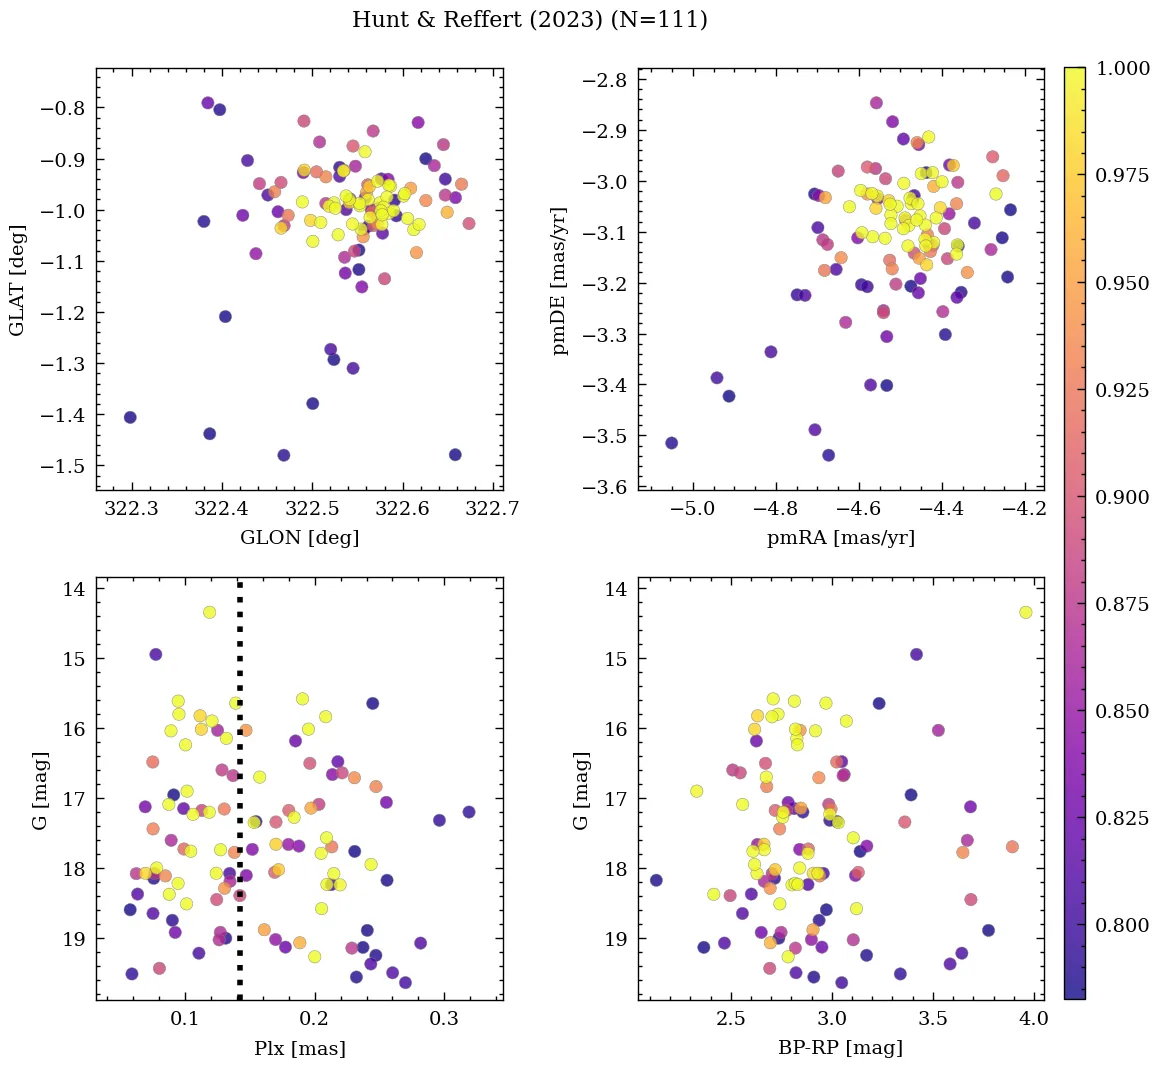 Hunt & Reffert (2023) (N=111)
−0.8
−0.9
−1.0
−1.1
−1.2
−1.3
−1.4
−1.5
GLAT [deg]
322.3 322.4 322.5 322.6 322.7
GLON [deg]
−2.8
−2.9
−3.0
−3.1
−3.2
−3.3
−3.4
−3.5
−3.6
pmDE [mas/yr]
−5.0 −4.8 −4.6 −4.4 −4.2
pmRA [mas/yr]
14
15
16
17
18
19
G [mag]
0.1 0.2 0.3
Plx [mas]
14
15
16
17
18
19
G [mag]
2.5 3.0 3.5 4.0
BP-RP [mag]
1.000
0.975
0.950
0.925
0.900
0.875
0.850
0.825
0.800